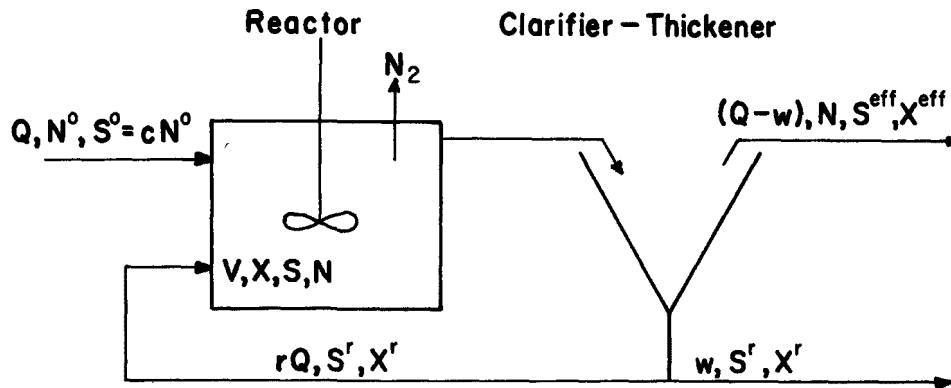 Reactor
Clarifier – Thickener
N₂
Q, N°, S° = cN°
(Q-w), N, S^eff, X^eff
V, X, S, N
rQ, S^r, X^r
w, S^r, X^r